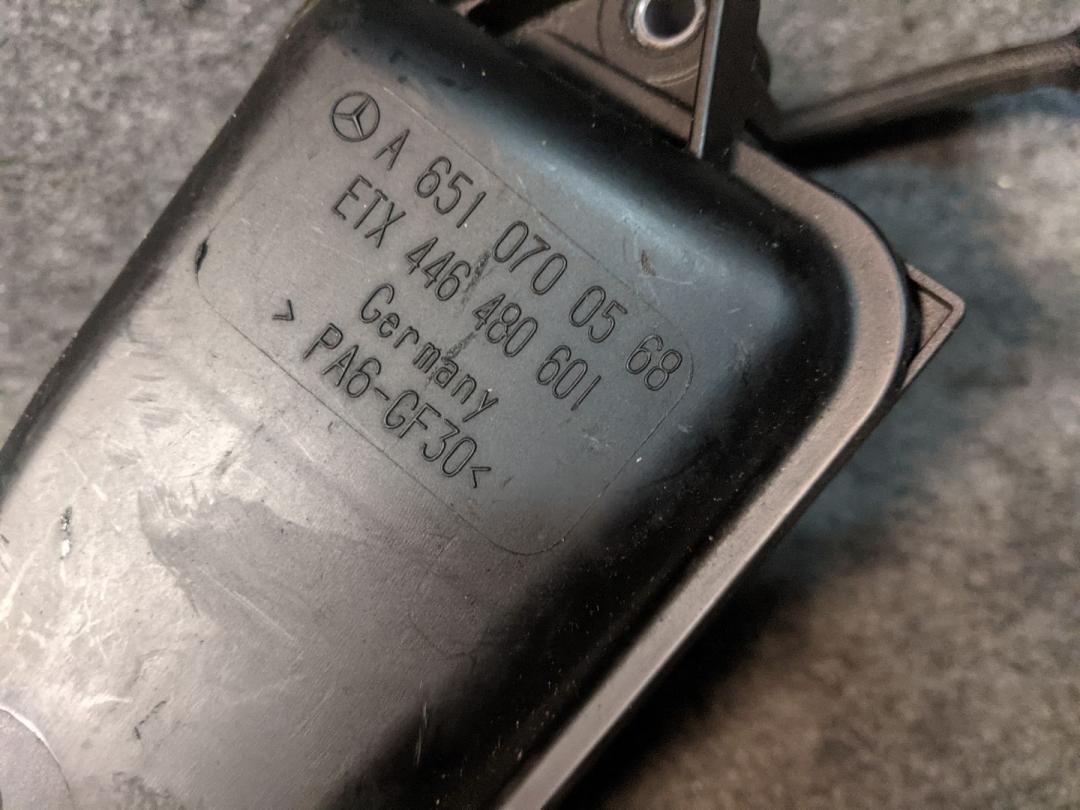 A 651 070 05 68
ETX 446 480 601
Germany
> PA6-GF30<